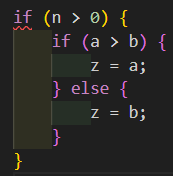 if (n > 0) {
    if (a > b) {
        z = a;
    } else {
        z = b;
    }
}